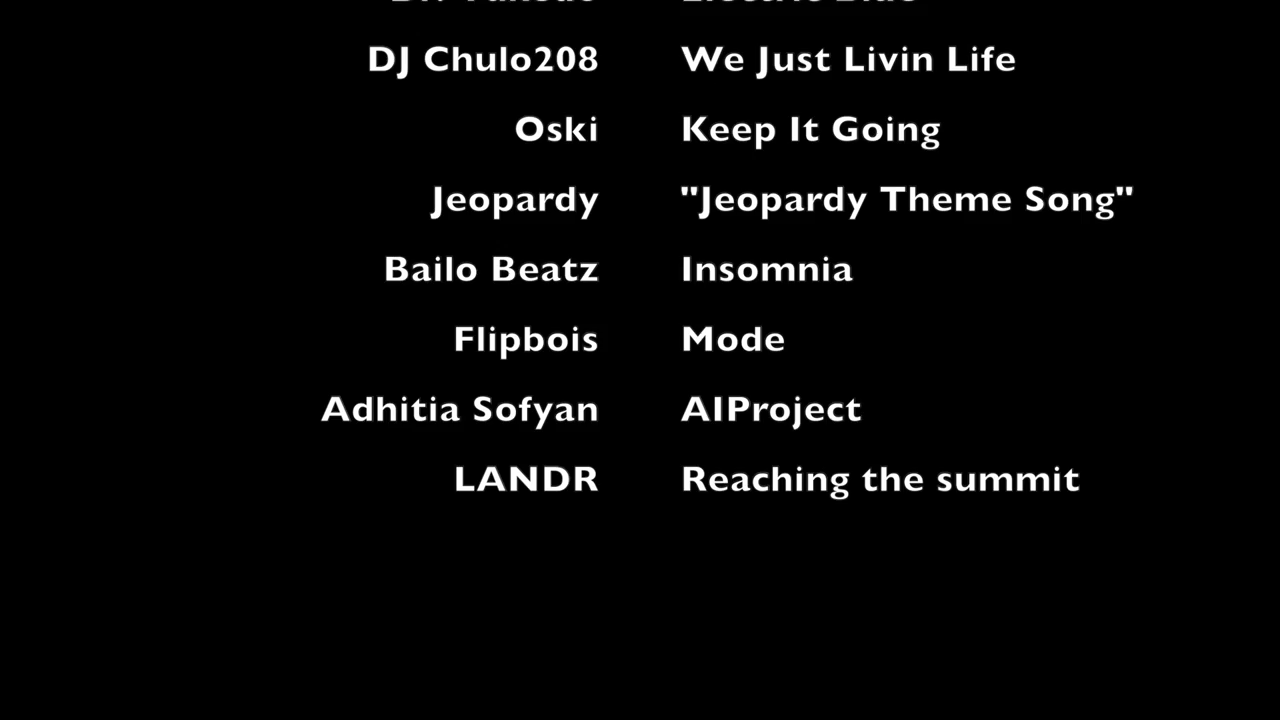 DJ Chulo208 We Just Livin Life
Oski Keep It Going
Jeopardy "Jeopardy Theme Song"
Bailo Beatz Insomnia
Flipbois Mode
Adhitia Sofyan AIProject
LANDR Reaching the summit